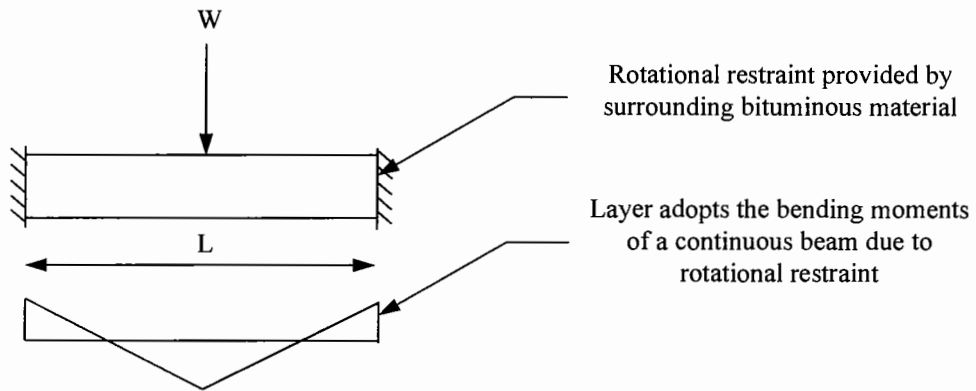 W
Rotational restraint provided by
surrounding bituminous material
Layer adopts the bending moments
of a continuous beam due to
rotational restraint
L